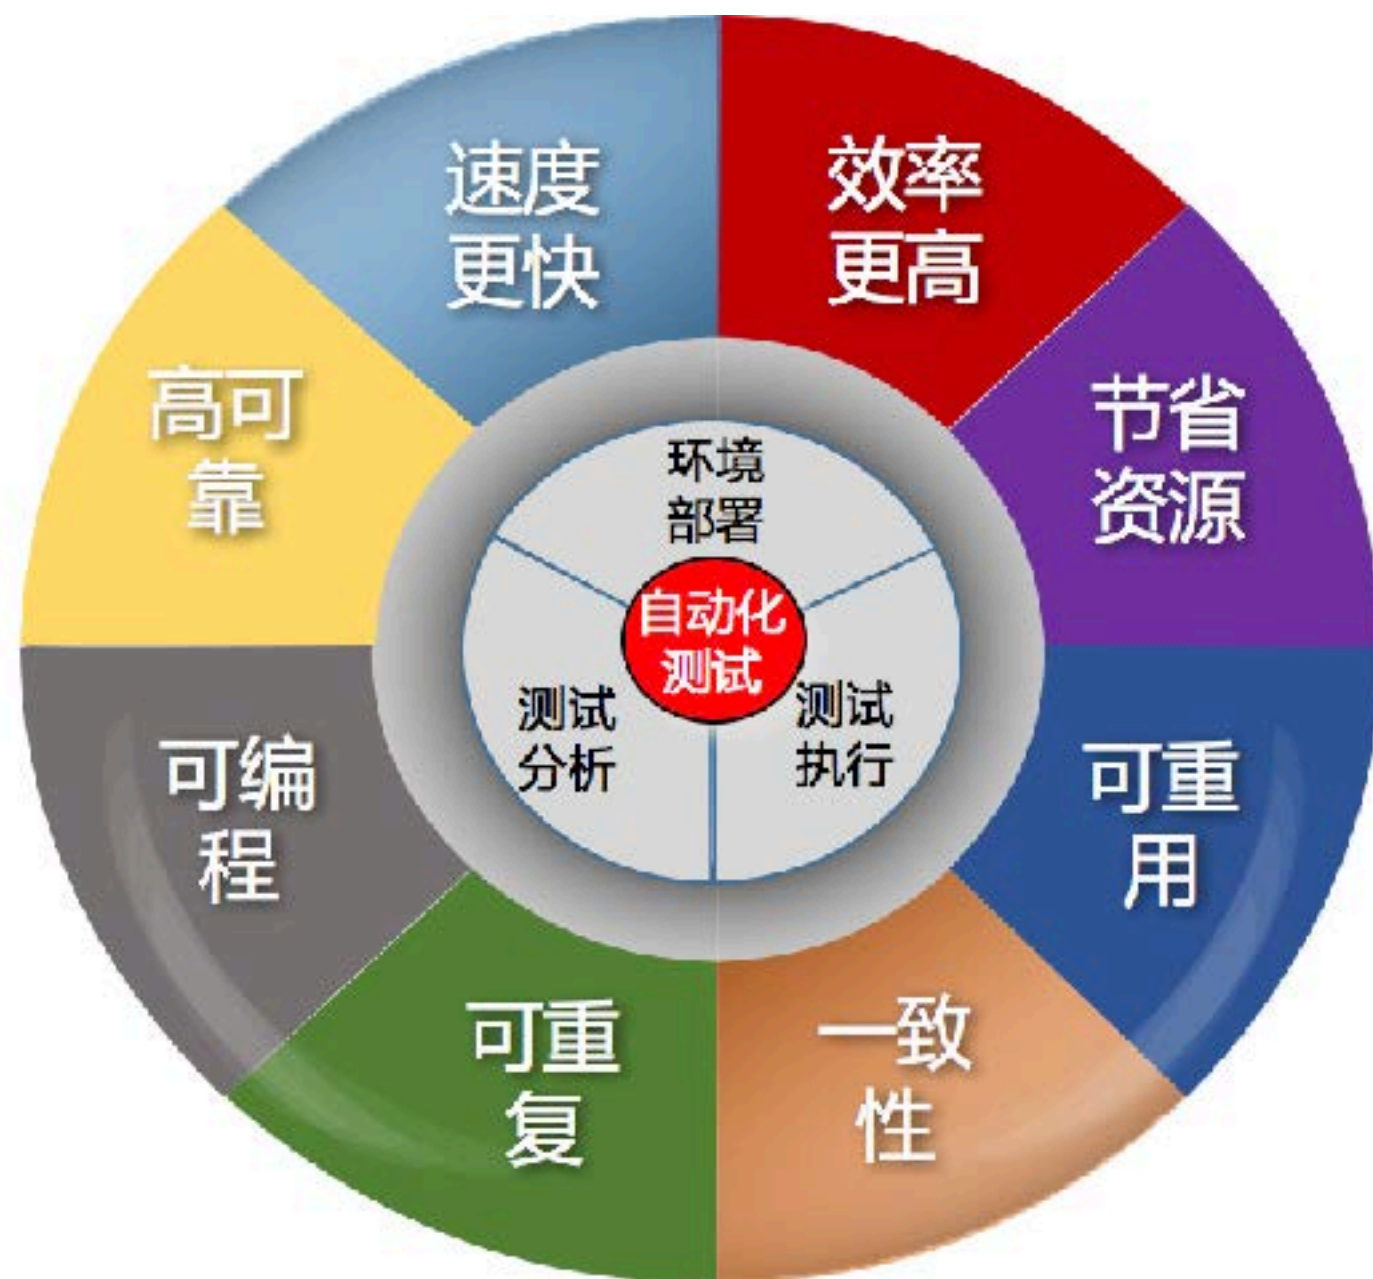 速度
更快
效率
更高
节省
资源
可重
用
一致
性
可重
复
可编
程
高可
靠
环境
部署
测试
执行
测试
分析
自动化
测试